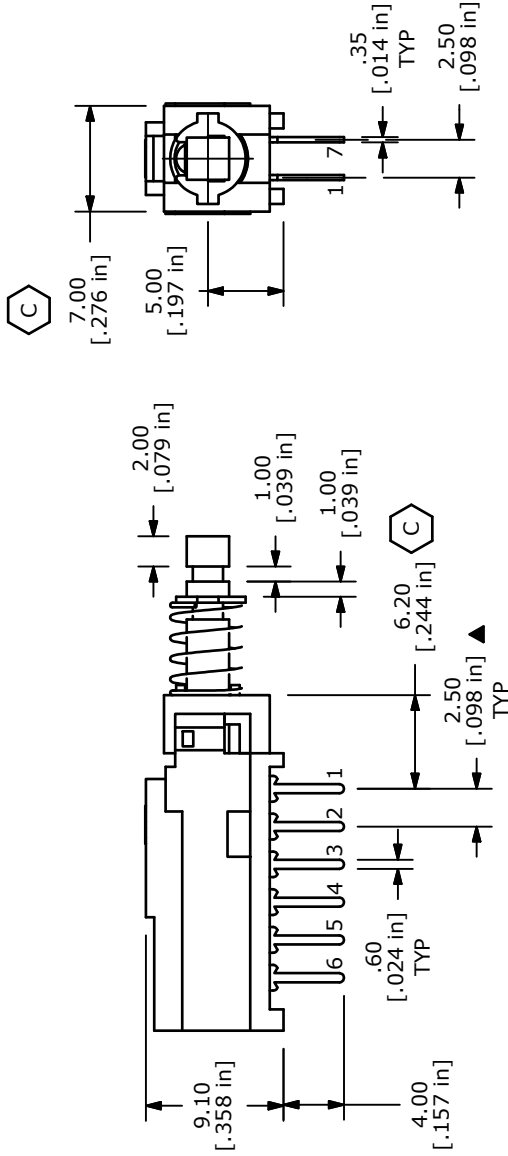 C
7.00
[.276 in]
5.00
[.197 in]
.35
[.014 in]
TYP
2.50
[.098 in]
7
1
2.00
[.079 in]
1.00
[.039 in]
1.00
[.039 in]
C
6.20
[.244 in]
2.50
[.098 in] ▲
TYP
1
2
3
4
5
6
.60
[.024 in]
TYP
9.10
[.358 in]
4.00
[.157 in]